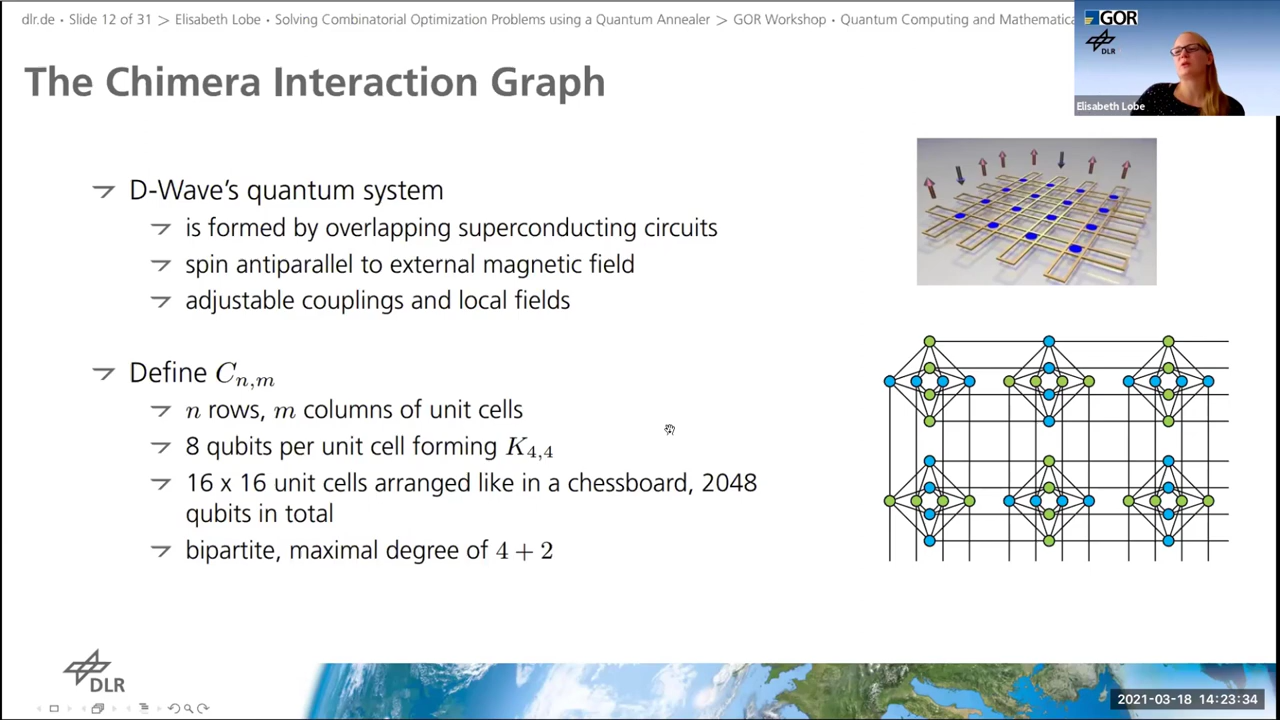 dlr.de • Slide 12 of 31 > Elisabeth Lobe • Solving Combinatorial Optimization Problems using a Quantum Annealer > GOR Workshop • Quantum Computing and Mathematica
GOR
DLR
Elisabeth Lobe
The Chimera Interaction Graph
D-Wave's quantum system
is formed by overlapping superconducting circuits
spin antiparallel to external magnetic field
adjustable couplings and local fields
Define Cn,m
n rows, m columns of unit cells
8 qubits per unit cell forming K4,4
16 x 16 unit cells arranged like in a chessboard, 2048
qubits in total
bipartite, maximal degree of 4 + 2
DLR
2021-03-18 14:23:34